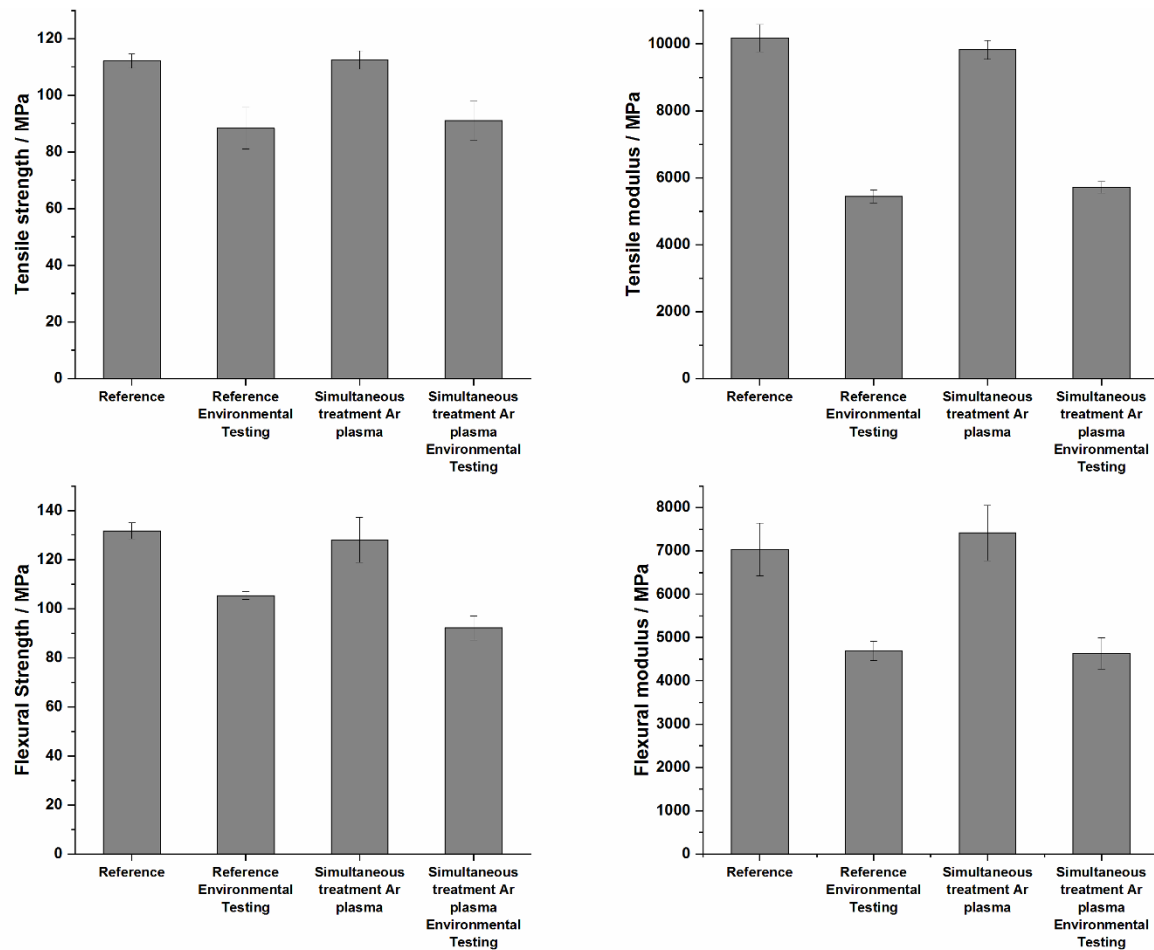 Tensile strength / MPa
120
100
80
60
40
20
0
Reference
Reference
Environmental
Testing
Simultaneous
treatment Ar
plasma
Simultaneous
treatment Ar
plasma
Environmental
Testing
Tensile modulus / MPa
10000
8000
6000
4000
2000
0
Reference
Reference
Environmental
Testing
Simultaneous
treatment Ar
plasma
Simultaneous
treatment Ar
plasma
Environmental
Testing
Flexural Strength / MPa
140
120
100
80
60
40
20
0
Reference
Reference
Environmental
Testing
Simultaneous
treatment Ar
plasma
Simultaneous
treatment Ar
plasma
Environmental
Testing
Flexural modulus / MPa
8000
7000
6000
5000
4000
3000
2000
1000
0
Reference
Reference
Environmental
Testing
Simultaneous
treatment Ar
plasma
Simultaneous
treatment Ar
plasma
Environmental
Testing